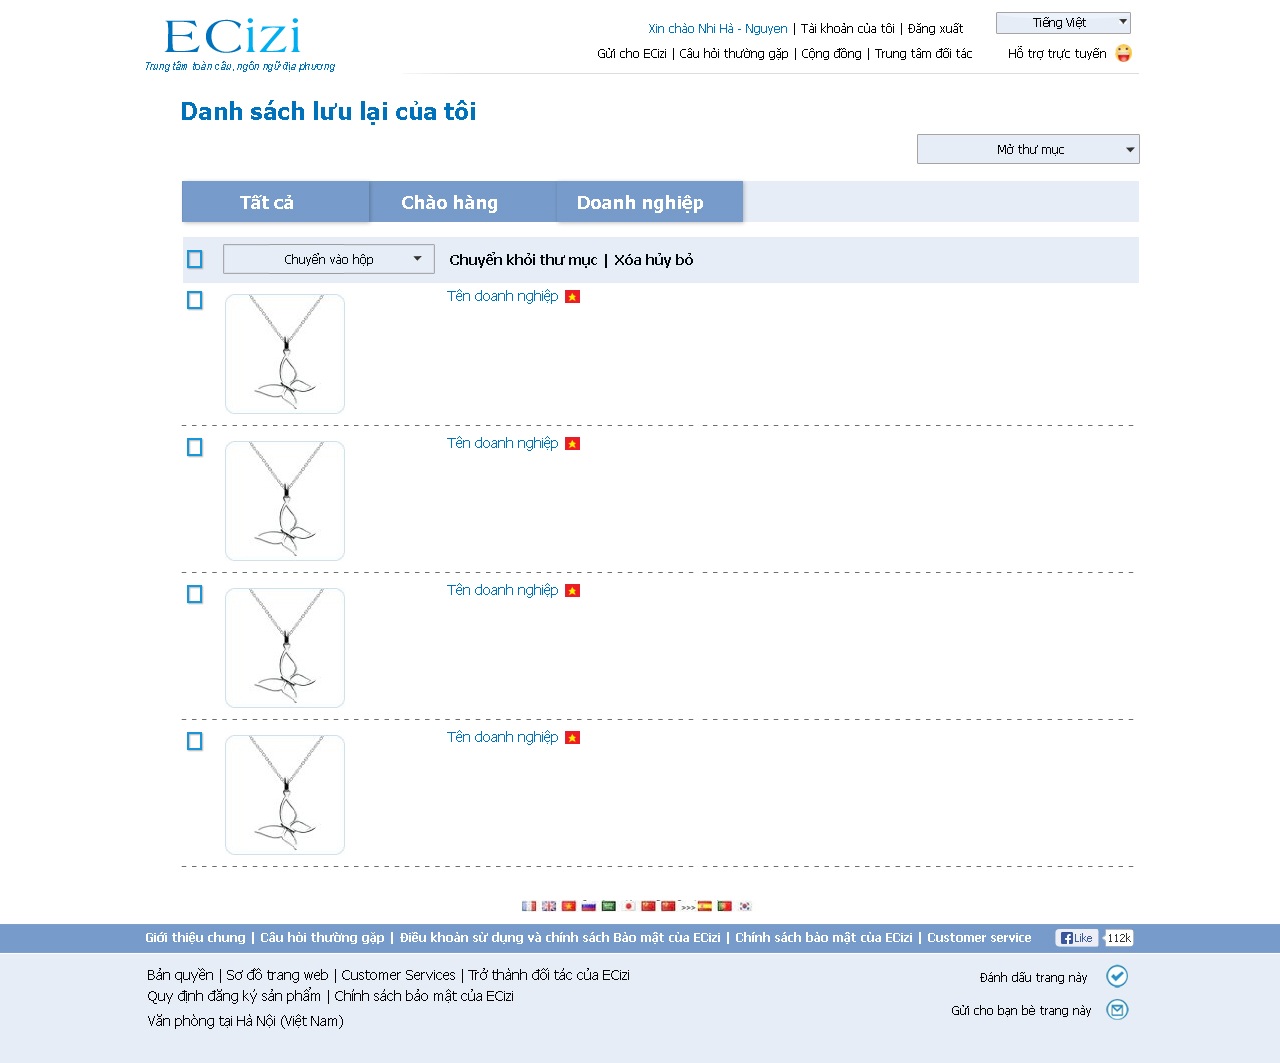 ECizi
Trung tâm toàn cầu, ngôn ngữ địa phương
Xin chào Nhi Hà - Nguyen | Tài khoản của tôi | Đăng xuất
Tiếng Việt
Gửi cho ECizi | Câu hỏi thường gặp | Cộng đồng | Trung tâm đối tác
Hỗ trợ trực tuyến
Danh sách lưu lại của tôi
Mở thư mục
Tất cả
Chào hàng
Doanh nghiệp
Chuyển vào hộp
Chuyển khỏi thư mục | Xóa hủy bỏ
Tên doanh nghiệp
Tên doanh nghiệp
Tên doanh nghiệp
Tên doanh nghiệp
>>>
Giới thiệu chung | Câu hỏi thường gặp | Điều khoản sử dụng và chính sách Bảo mật của ECizi | Chính sách bảo mật của ECizi | Customer service
Like 112k
Bản quyền | Sơ đồ trang web | Customer Services | Trở thành đối tác của ECizi
Quy định đăng ký sản phẩm | Chính sách bảo mật của ECizi
Văn phòng tại Hà Nội (Việt Nam)
Đánh dấu trang này
Gửi cho bạn bè trang này